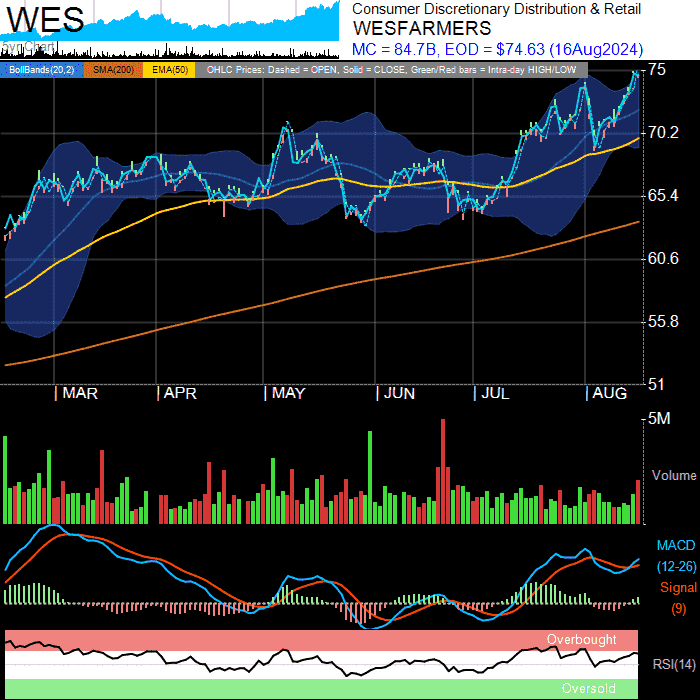 WES
5yr Chart
Consumer Discretionary Distribution & Retail
WESFARMERS
MC = 84.7B, EOD = $74.63 (16Aug2024)
BollBands(20,2) SMA(200) EMA(50) OHLC Prices: Dashed = OPEN, Solid = CLOSE, Green/Red bars = Intra-day HIGH/LOW
75
70.2
65.4
60.6
55.8
51
| MAR | APR | MAY | JUN | JUL | AUG
5M
Volume
MACD
(12-26)
Signal
(9)
Overbought
RSI(14)
Oversold